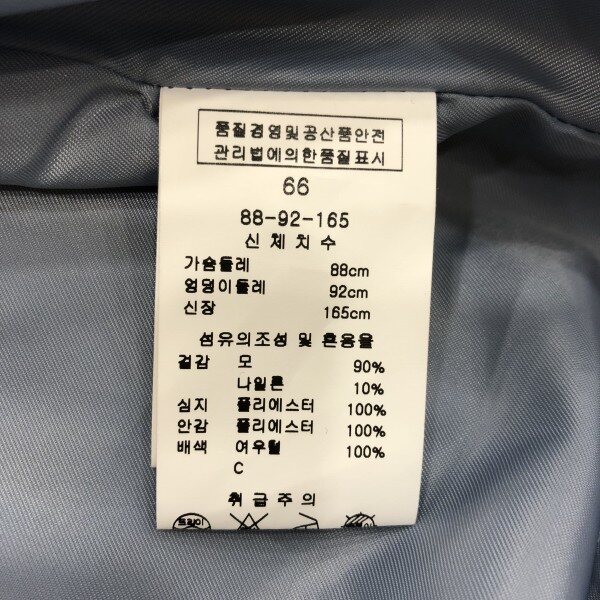 품질경영및공산품안전
관리법에의한품질표시
66
88-92-165
신체치수
가슴둘레 88cm
엉덩이둘레 92cm
신장 165cm
섬유의조성 및 혼용율
겉감 모 90%
나일론 10%
심지 폴리에스터 100%
안감 폴리에스터 100%
배색 여우털 100%
C
취급주의
드라이